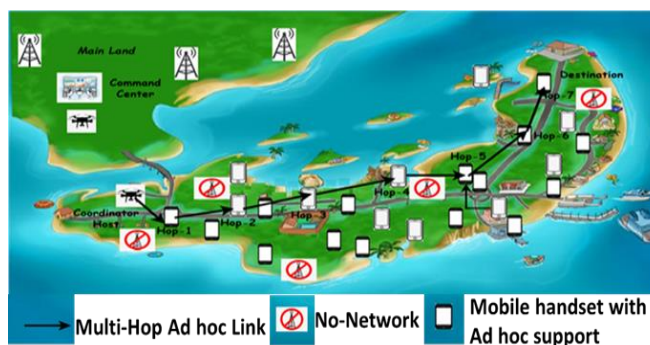 Main Land
Command
Center
Destination
Hop-7
Hop-6
Hop-5
Hop-4
Hop-3
Hop-2
Coordinator
Host
Hop-1
Multi-Hop Ad hoc Link
No-Network
Mobile handset with
Ad hoc support